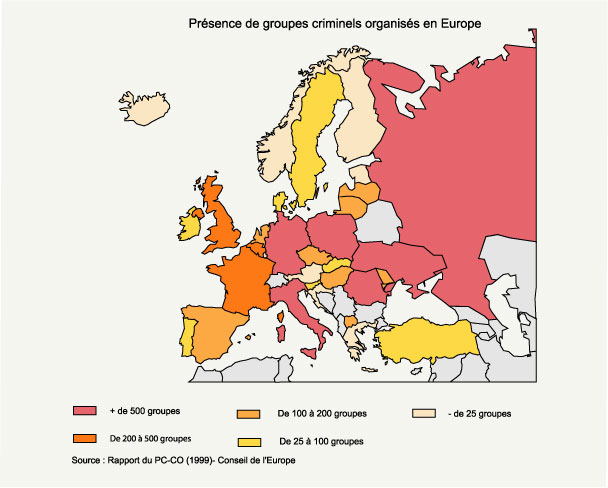 Présence de groupes criminels organisés en Europe
+ de 500 groupes
De 100 à 200 groupes
- de 25 groupes
De 200 à 500 groupes
De 25 à 100 groupes
Source : Rapport du PC-CO (1999)- Conseil de l'Europe